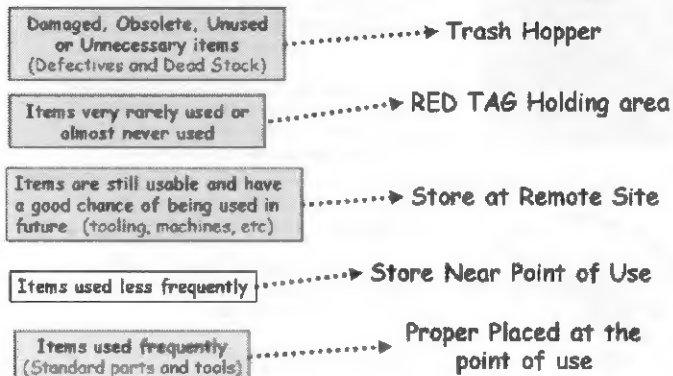 Damaged, Obsolete, Unused
or Unnecessary items
(Defectives and Dead Stock)
Trash Hopper
Items very rarely used or
almost never used
RED TAG Holding area
Items are still usable and have
a good chance of being used in
future (tooling, machines, etc)
Store at Remote Site
Items used less frequently
Store Near Point of Use
Items used frequently
(Standard parts and tools)
Proper Placed at the
point of use